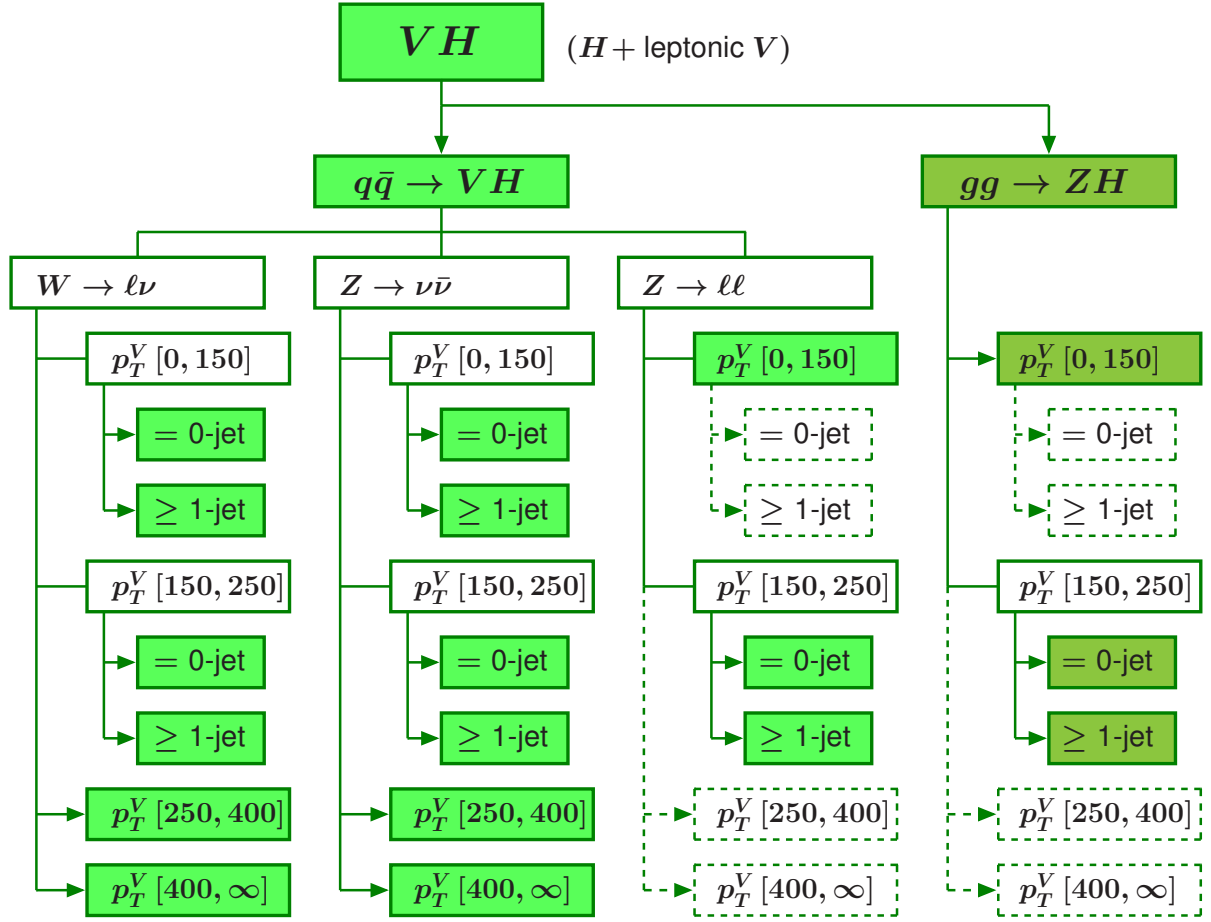 VH
(H + leptonic V)
qq̄ → VH
gg → ZH
W → ℓν
Z → νν̄
Z → ℓℓ
p_T^V [0, 150]
p_T^V [0, 150]
p_T^V [0, 150]
p_T^V [0, 150]
= 0-jet
= 0-jet
= 0-jet
= 0-jet
≥ 1-jet
≥ 1-jet
≥ 1-jet
≥ 1-jet
p_T^V [150, 250]
p_T^V [150, 250]
p_T^V [150, 250]
p_T^V [150, 250]
= 0-jet
= 0-jet
= 0-jet
= 0-jet
≥ 1-jet
≥ 1-jet
≥ 1-jet
≥ 1-jet
p_T^V [250, 400]
p_T^V [250, 400]
p_T^V [250, 400]
p_T^V [250, 400]
p_T^V [400, ∞]
p_T^V [400, ∞]
p_T^V [400, ∞]
p_T^V [400, ∞]